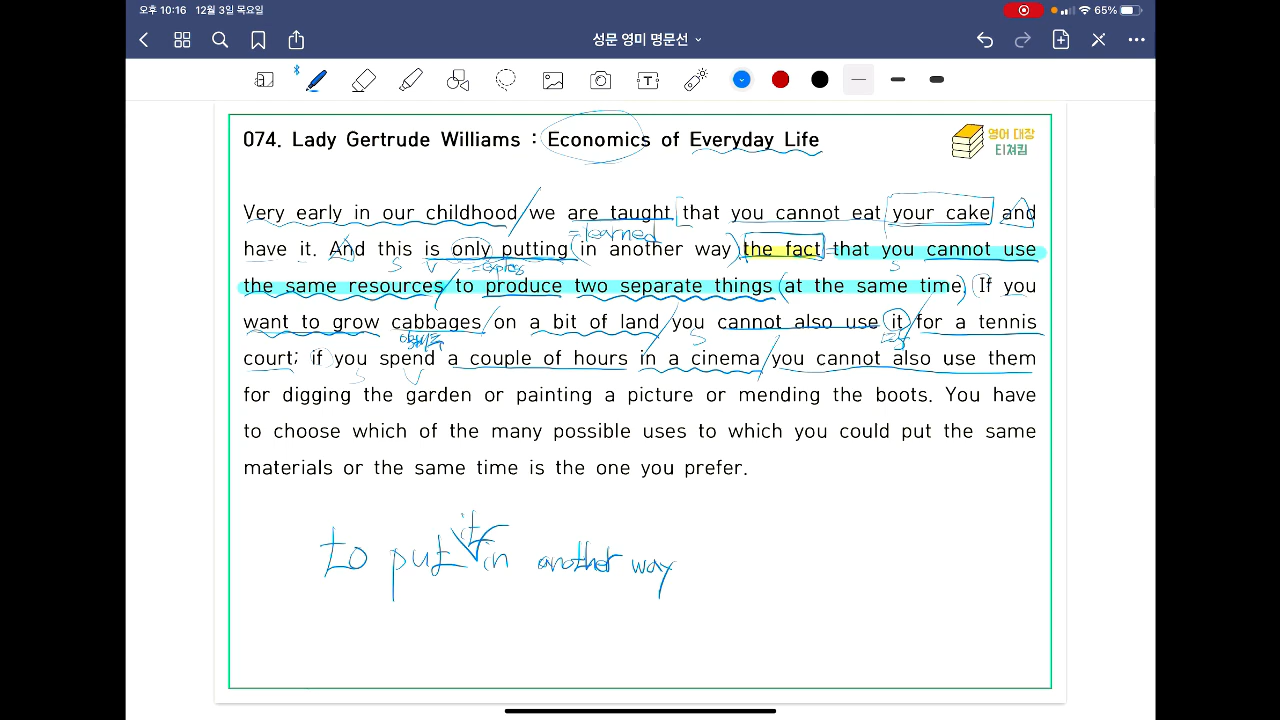 오후 10:16 12월 3일 목요일
65%
성문 영미 명문선
074. Lady Gertrude Williams : Economics of Everyday Life
영어 대장
티쳐킴
Very early in our childhood we are taught that you cannot eat your cake and
= learned
have it. And this is only putting in another way the fact that you cannot use
S V S
the same resources to produce two separate things at the same time. If you
want to grow cabbages on a bit of land you cannot also use it for a tennis
S
court; if you spend a couple of hours in a cinema you cannot also use them
S V
for digging the garden or painting a picture or mending the boots. You have
to choose which of the many possible uses to which you could put the same
materials or the same time is the one you prefer.
it
to put in another way